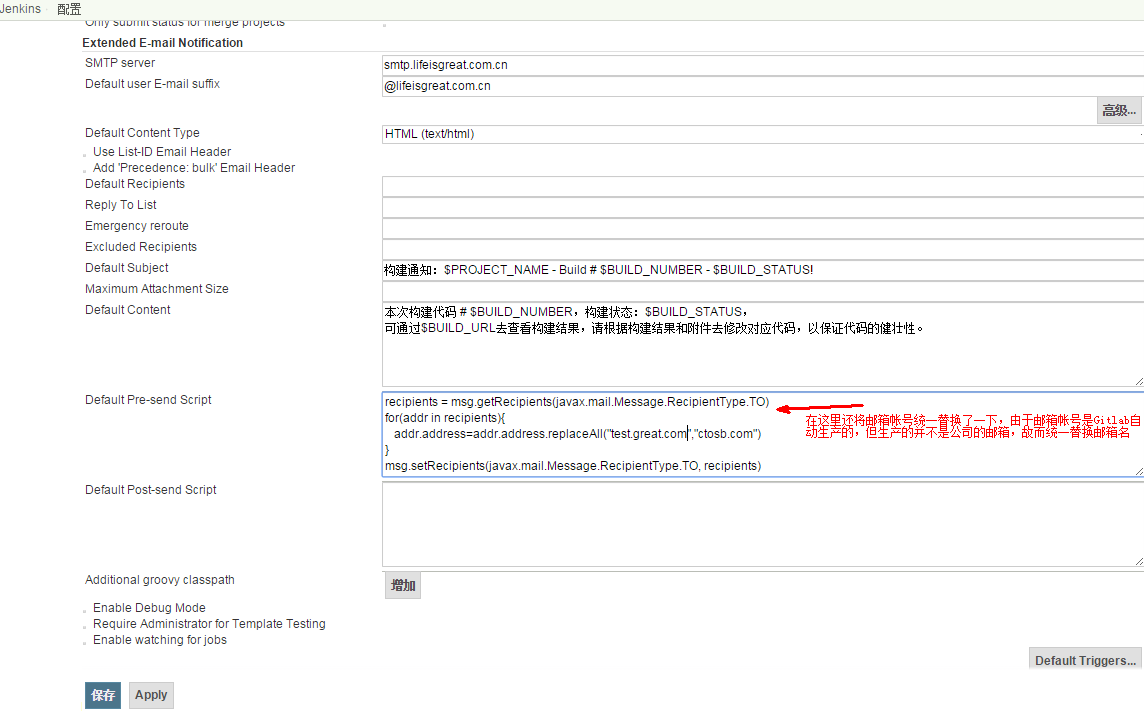 Jenkins 配置
Only submit status for merge projects
Extended E-mail Notification
SMTP server
smtp.lifeisgreat.com.cn
Default user E-mail suffix
@lifeisgreat.com.cn
高级...
Default Content Type
HTML (text/html)
Use List-ID Email Header
Add 'Precedence: bulk' Email Header
Default Recipients
Reply To List
Emergency reroute
Excluded Recipients
Default Subject
构建通知：$PROJECT_NAME - Build # $BUILD_NUMBER - $BUILD_STATUS!
Maximum Attachment Size
Default Content
本次构建代码 # $BUILD_NUMBER，构建状态：$BUILD_STATUS，
可通过$BUILD_URL去查看构建结果，请根据构建结果和附件去修改对应代码，以保证代码的健壮性。
Default Pre-send Script
recipients = msg.getRecipients(javax.mail.Message.RecipientType.TO)
for(addr in recipients){
addr.address=addr.address.replaceAll("test.great.com","ctosb.com")
}
msg.setRecipients(javax.mail.Message.RecipientType.TO, recipients)
在这里还将邮箱帐号统一替换了一下，由于邮箱帐号是Gitlab自
动生产的，但生产的并不是公司的邮箱，故而统一替换邮箱名
Default Post-send Script
Additional groovy classpath
增加
Enable Debug Mode
Require Administrator for Template Testing
Enable watching for jobs
Default Triggers...
保存
Apply